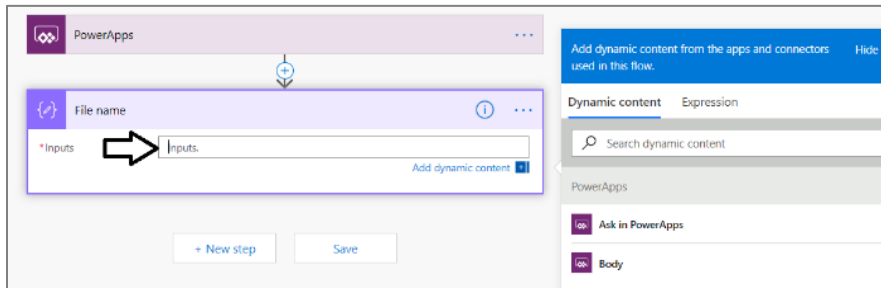 PowerApps
File name
*Inputs
Inputs.
Add dynamic content
+ New step
Save
Add dynamic content from the apps and connectors
used in this flow.
Hide
Dynamic content
Expression
Search dynamic content
PowerApps
Ask in PowerApps
Body